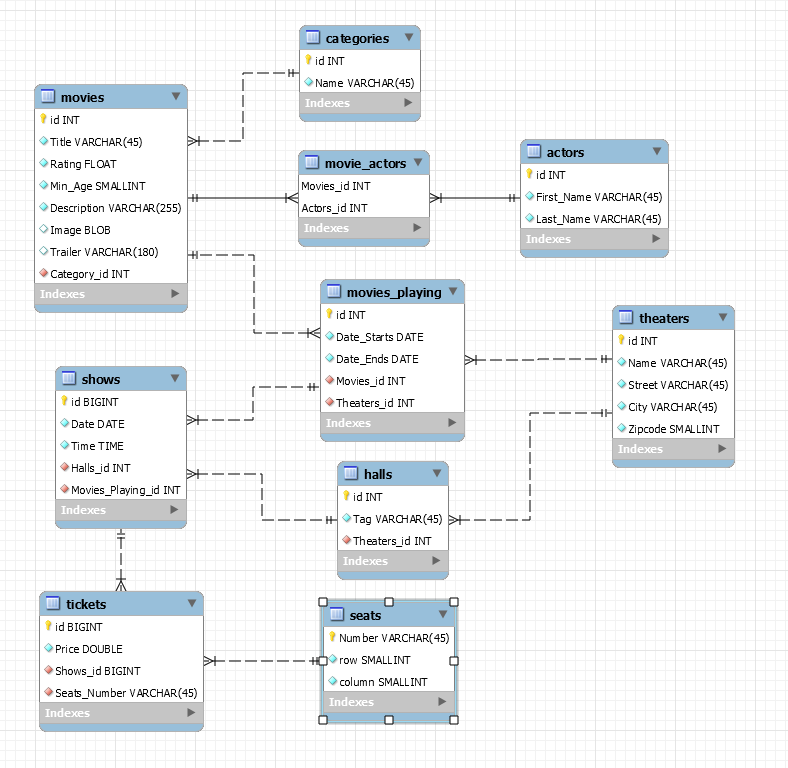 categories
id INT
Name VARCHAR(45)
Indexes
movies
id INT
Title VARCHAR(45)
Rating FLOAT
Min_Age SMALLINT
Description VARCHAR(255)
Image BLOB
Trailer VARCHAR(180)
Category_id INT
Indexes
movie_actors
Movies_id INT
Actors_id INT
Indexes
actors
id INT
First_Name VARCHAR(45)
Last_Name VARCHAR(45)
Indexes
movies_playing
id INT
Date_Starts DATE
Date_Ends DATE
Movies_id INT
Theaters_id INT
Indexes
theaters
id INT
Name VARCHAR(45)
Street VARCHAR(45)
City VARCHAR(45)
Zipcode SMALLINT
Indexes
shows
id BIGINT
Date DATE
Time TIME
Halls_id INT
Movies_Playing_id INT
Indexes
halls
id INT
Tag VARCHAR(45)
Theaters_id INT
Indexes
tickets
id BIGINT
Price DOUBLE
Shows_id BIGINT
Seats_Number VARCHAR(45)
Indexes
seats
Number VARCHAR(45)
row SMALLINT
column SMALLINT
Indexes